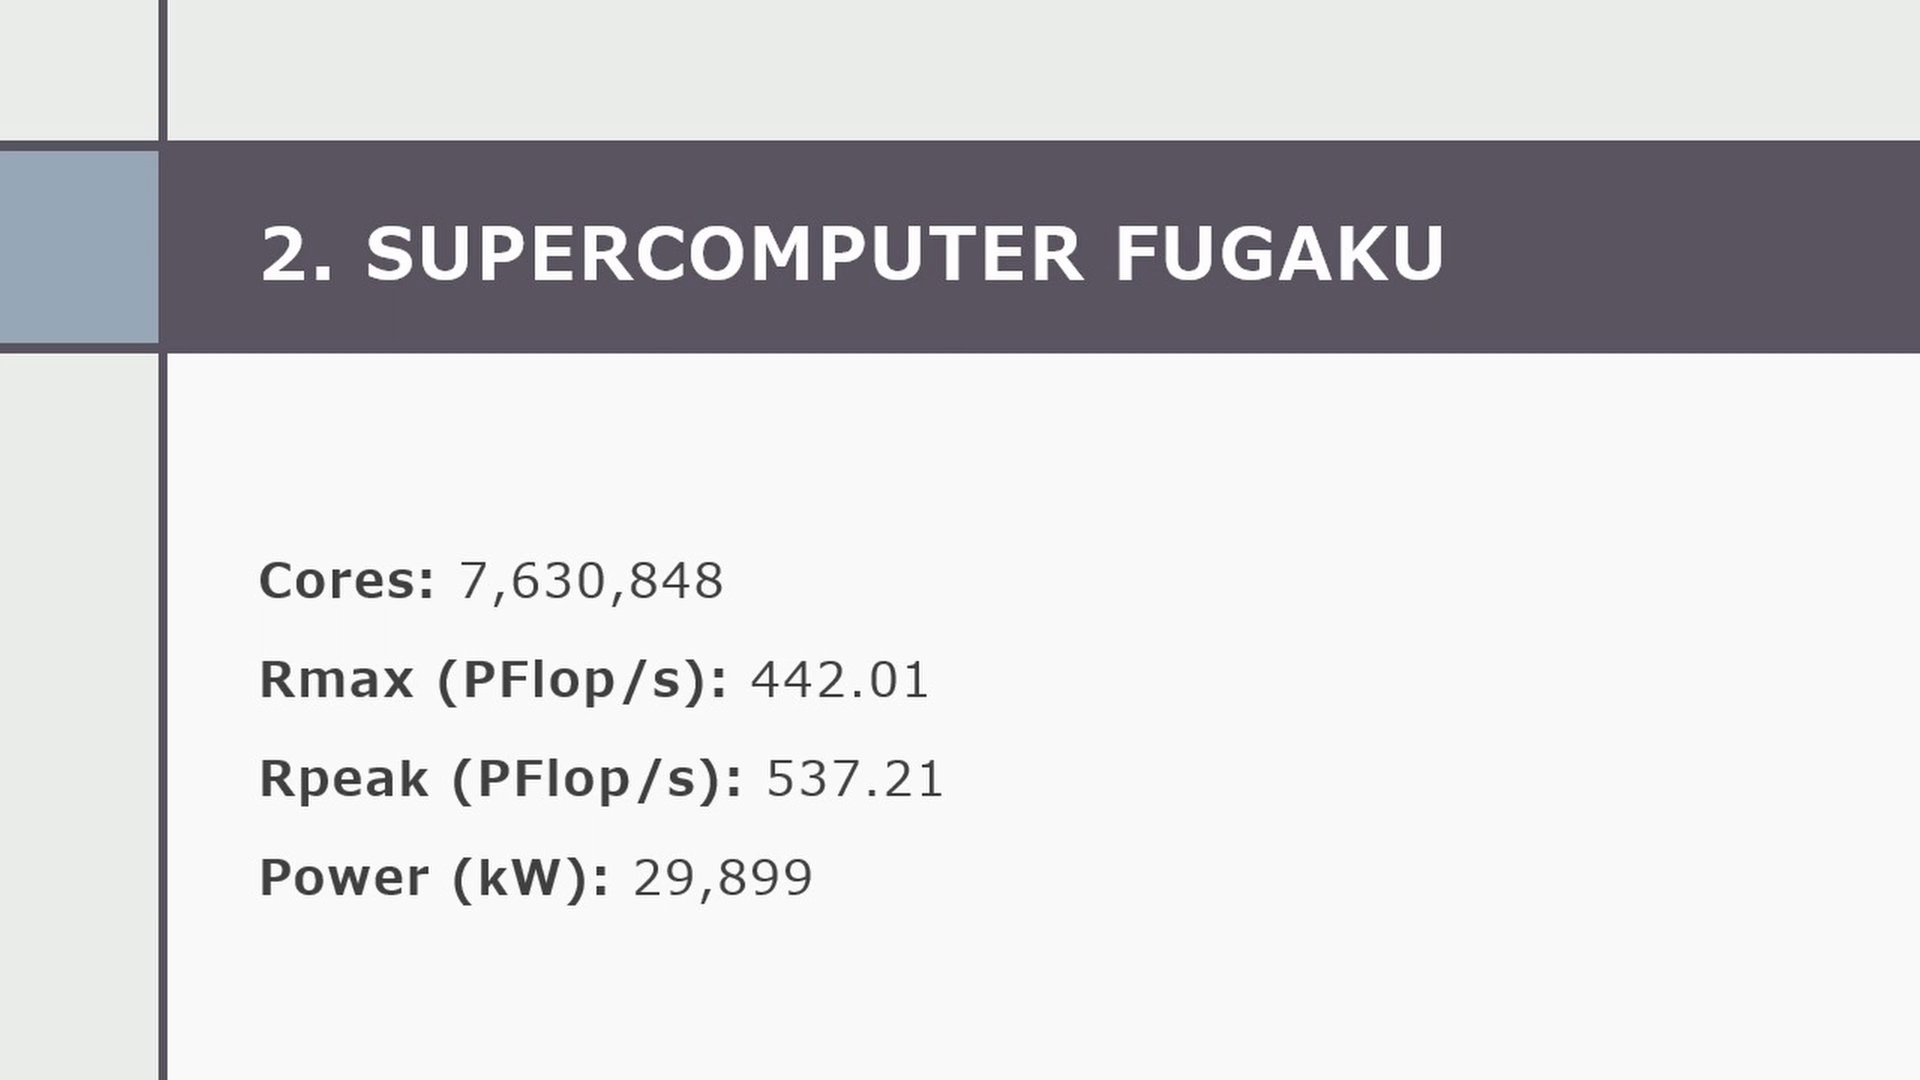 2. SUPERCOMPUTER FUGAKU
Cores: 7,630,848
Rmax (PFlop/s): 442.01
Rpeak (PFlop/s): 537.21
Power (kW): 29,899